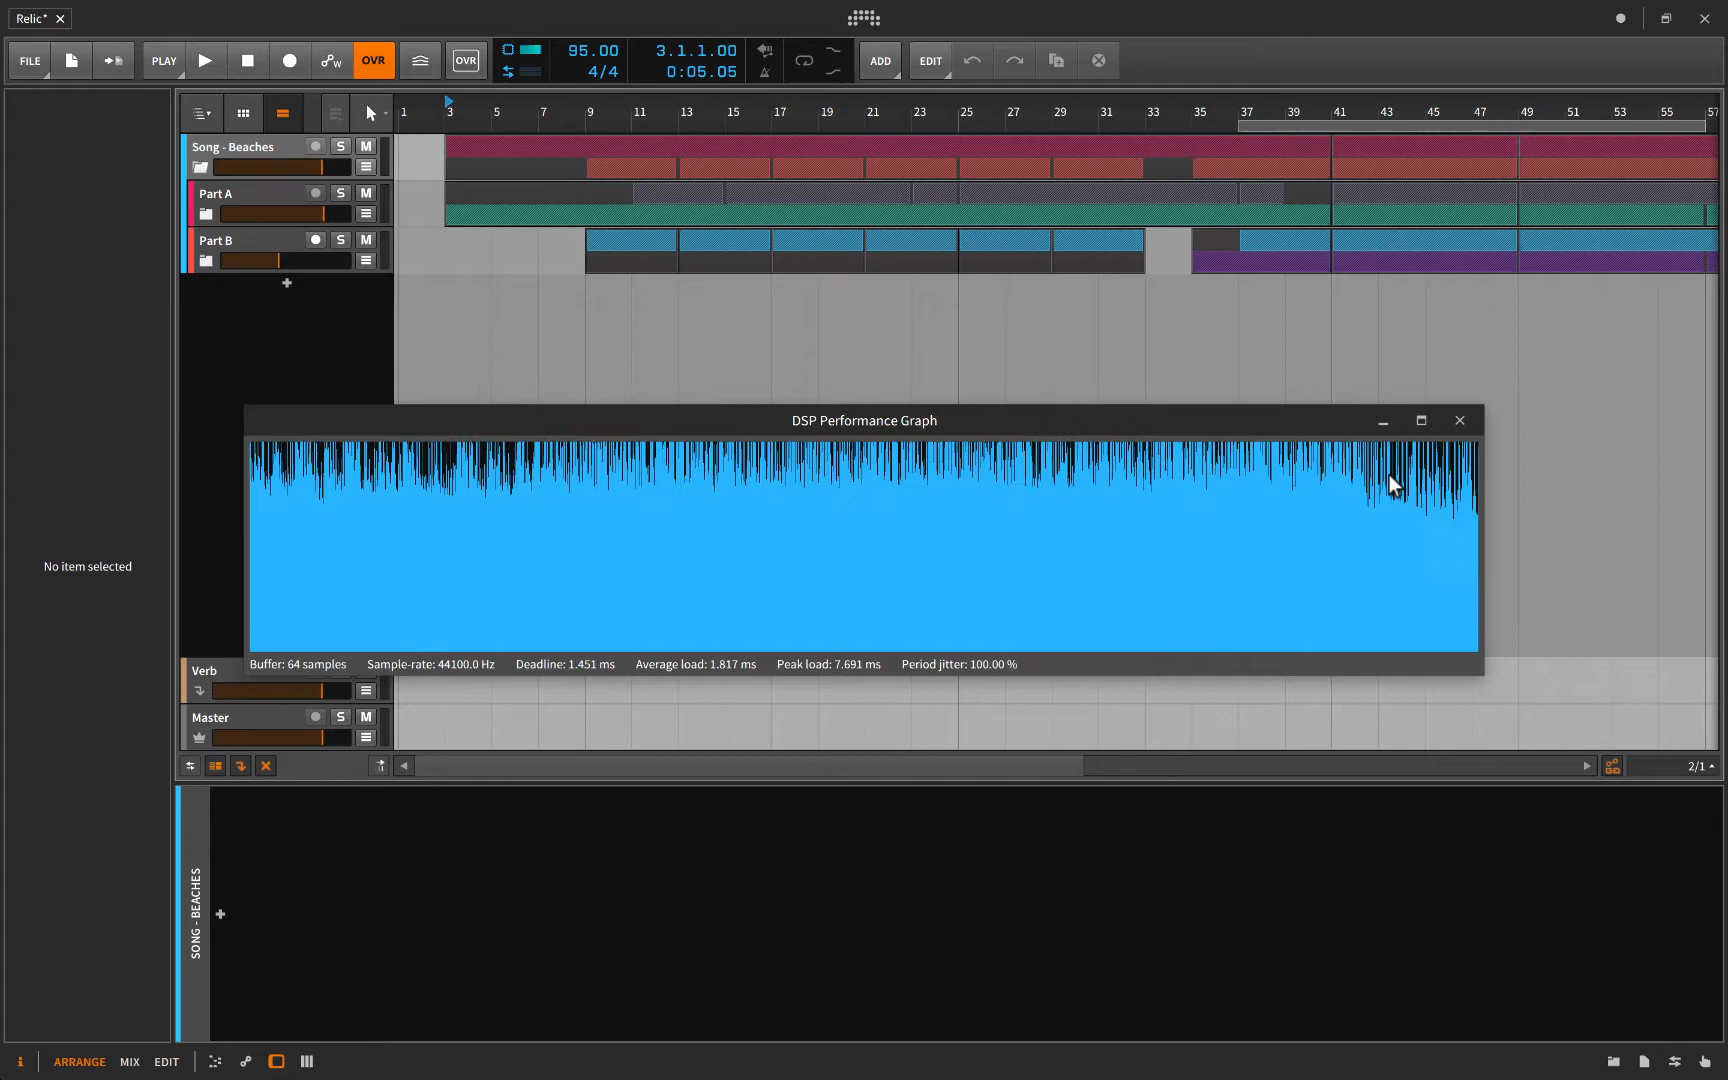 Relic*
FILE
PLAY
OVR
OVR
95.00
4/4
3.1.1.00
0:05.05
ADD
EDIT
1 3 5 7 9 11 13 15 17 19 21 23 25 27 29 31 33 35 37 39 41 43 45 47 49 51 53 55 57
Song - Beaches S M
Part A S M
Part B S M
DSP Performance Graph
No item selected
Buffer: 64 samples Sample-rate: 44100.0 Hz Deadline: 1.451 ms Average load: 1.817 ms Peak load: 7.691 ms Period jitter: 100.00 %
Verb
Master S M
2/1
SONG - BEACHES
ARRANGE MIX EDIT